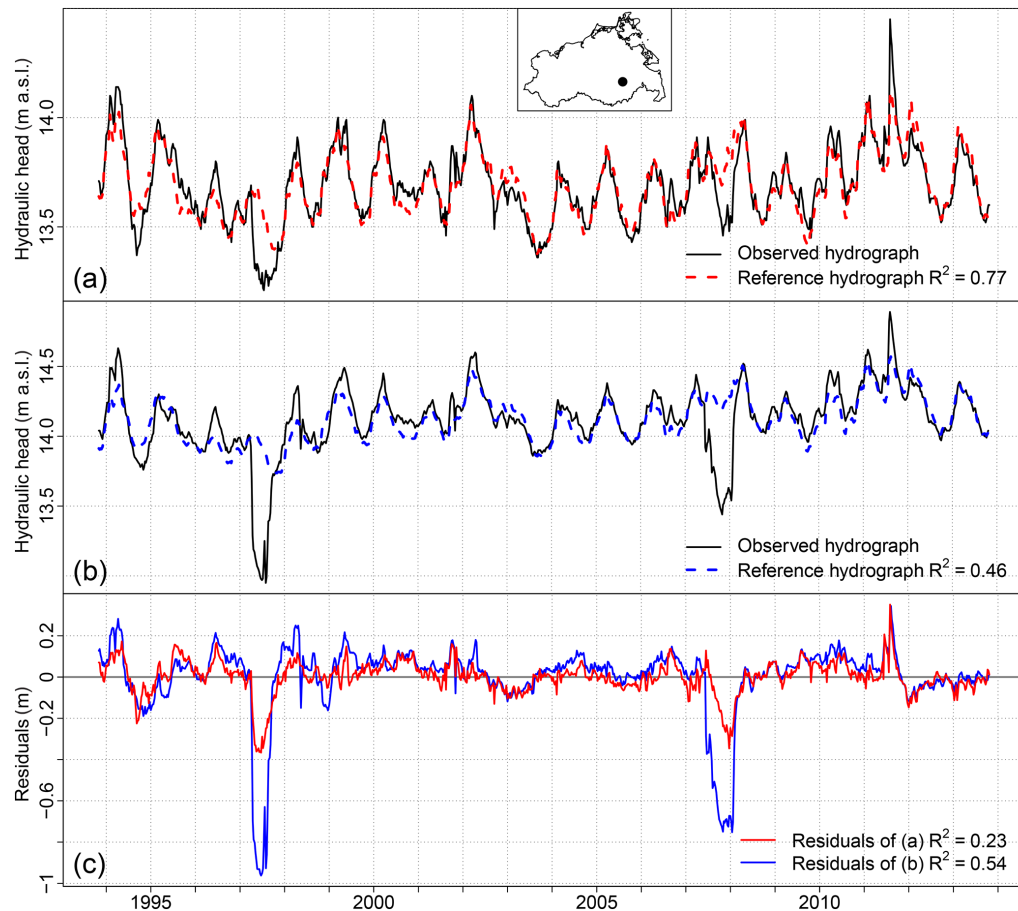 Hydraulic head (m a.s.l.)
14.0
13.5
(a)
Observed hydrograph
Reference hydrograph R² = 0.77
Hydraulic head (m a.s.l.)
14.5
14.0
13.5
(b)
Observed hydrograph
Reference hydrograph R² = 0.46
Residuals (m)
0.2
0
−0.2
−0.6
−1
(c)
Residuals of (a) R² = 0.23
Residuals of (b) R² = 0.54
1995 2000 2005 2010